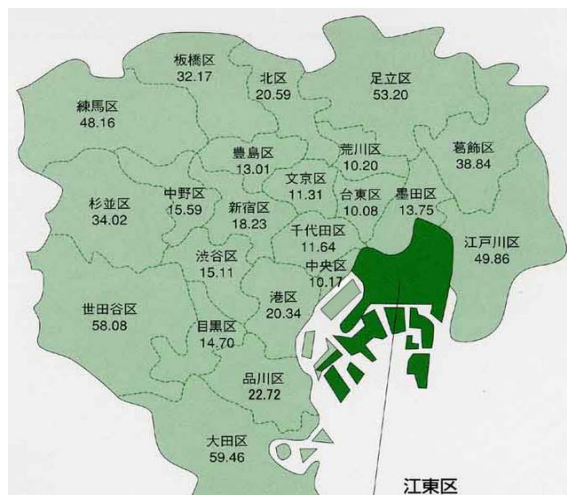 板橋区
32.17
北区
20.59
足立区
53.20
練馬区
48.16
豊島区
13.01
荒川区
10.20
葛飾区
38.84
文京区
11.31
中野区
15.59
杉並区
34.02
新宿区
18.23
台東区
10.08
墨田区
13.75
千代田区
11.64
江戸川区
49.86
渋谷区
15.11
中央区
10.17
港区
20.34
世田谷区
58.08
目黒区
14.70
品川区
22.72
大田区
59.46
江東区